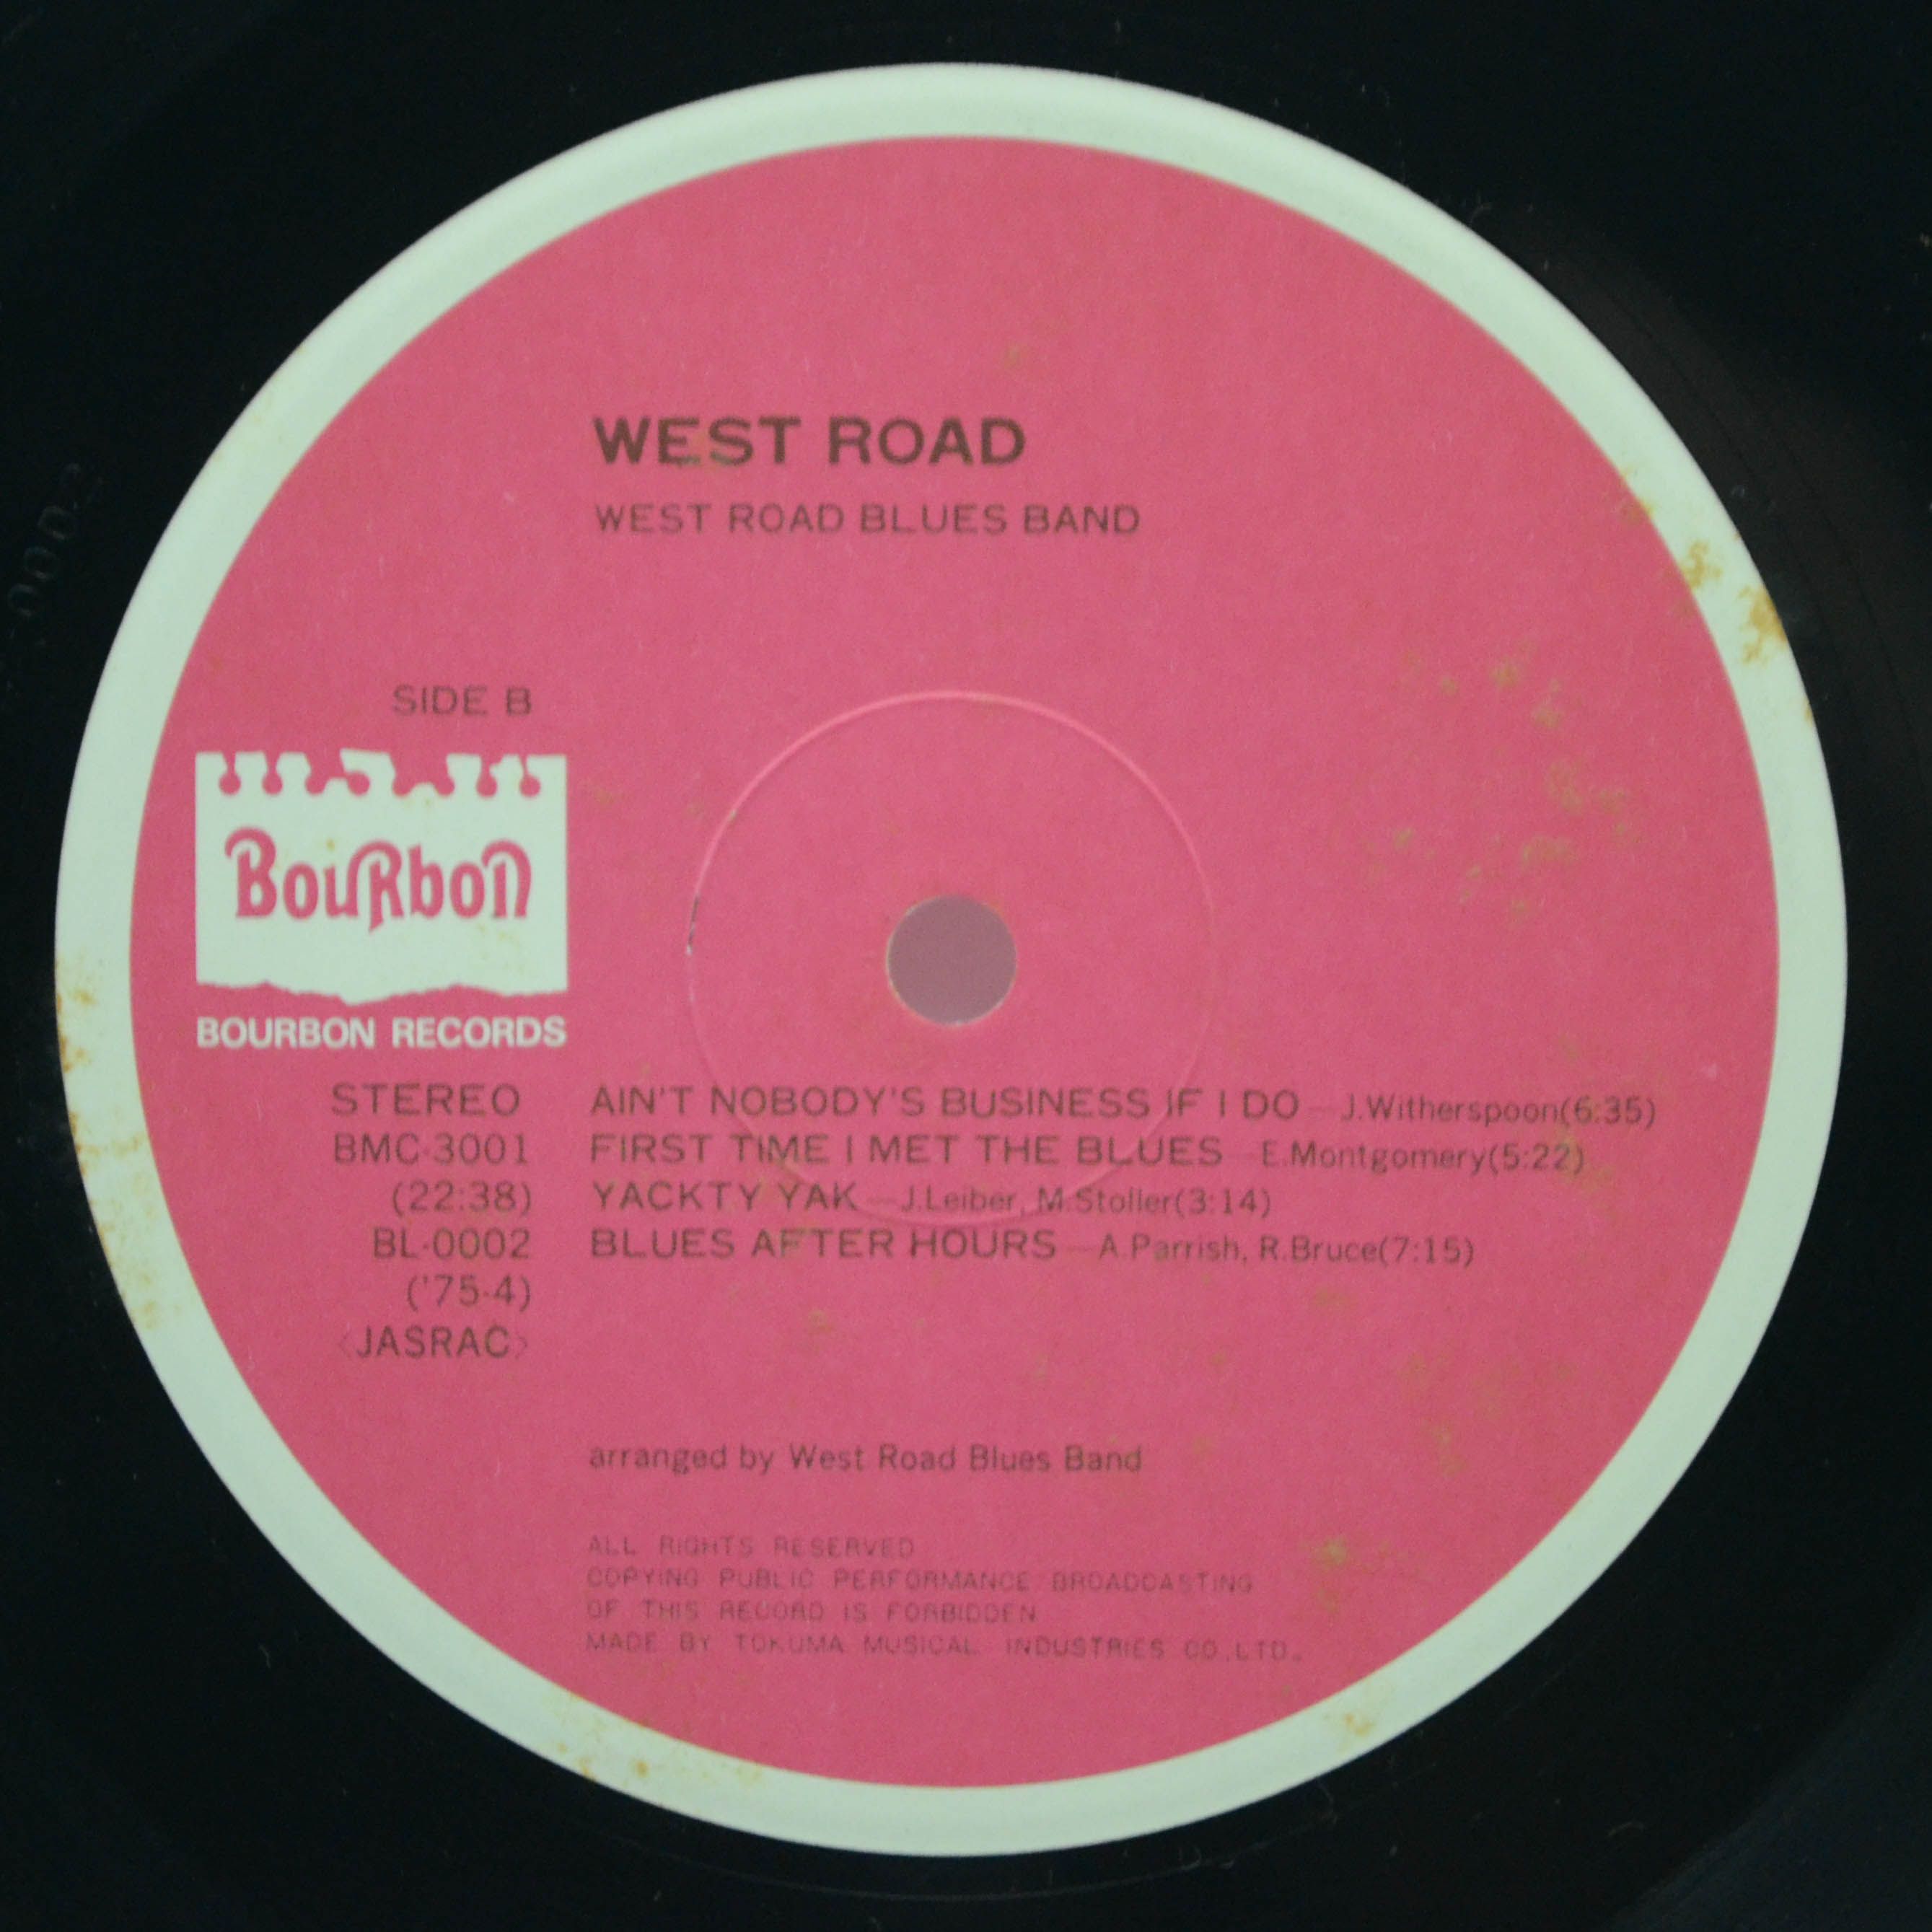 WEST ROAD
WEST ROAD BLUES BAND
SIDE B
BouRbon
BOURBON RECORDS
STEREO
BMC-3001
(22:38)
BL-0002
('75-4)
<JASRAC>
AIN'T NOBODY'S BUSINESS IF I DO—J.Witherspoon(6:35)
FIRST TIME I MET THE BLUES—E.Montgomery(5:22)
YACKTY YAK—J.Leiber, M.Stoller(3:14)
BLUES AFTER HOURS—A.Parrish, R.Bruce(7:15)
arranged by West Road Blues Band
ALL RIGHTS RESERVED
COPYING PUBLIC PERFORMANCE BROADCASTING
OF THIS RECORD IS FORBIDDEN
MADE BY TOKUMA MUSICAL INDUSTRIES CO.,LTD.